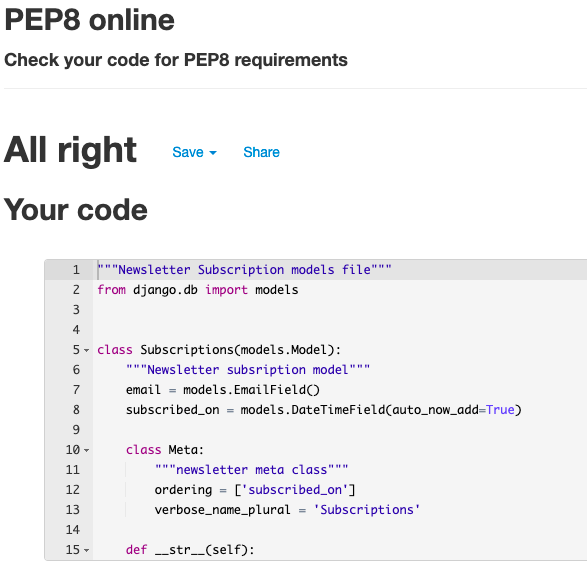 PEP8 online
Check your code for PEP8 requirements
All right Save Share
Your code
1 """Newsletter Subscription models file"""
2 from django.db import models
3
4
5 class Subscriptions(models.Model):
6 """Newsletter subsription model"""
7 email = models.EmailField()
8 subscribed_on = models.DateTimeField(auto_now_add=True)
9
10 class Meta:
11 """newsletter meta class"""
12 ordering = ['subscribed_on']
13 verbose_name_plural = 'Subscriptions'
14
15 def __str__(self):